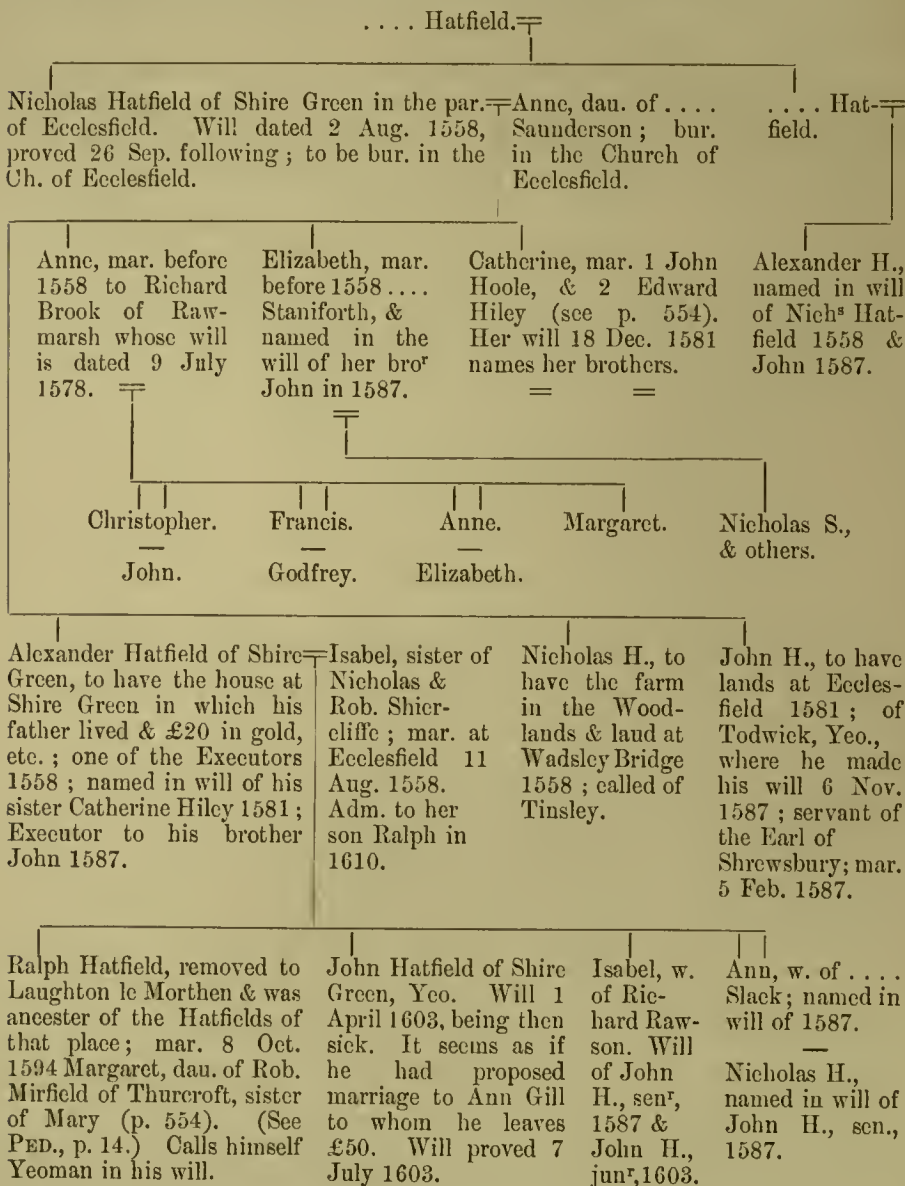 . . . . Hatfield.
Nicholas Hatfield of Shire Green in the par.
of Ecclesfield. Will dated 2 Aug. 1558,
proved 26 Sep. following ; to be bur. in the
Ch. of Ecclesfield.
Anne, dau. of . . . .
Saunderson ; bur.
in the Church of
Ecclesfield.
. . . . Hat-
field.
Anne, mar. before
1558 to Richard
Brook of Raw-
marsh whose will
is dated 9 July
1578.
Elizabeth, mar.
before 1558 . . . .
Staniforth, &
named in the
will of her broʳ
John in 1587.
Catherine, mar. 1 John
Hoole, & 2 Edward
Hiley (see p. 554).
Her will 18 Dec. 1581
names her brothers.
Alexander H.,
named in will
of Nichˢ Hat-
field 1558 &
John 1587.
Christopher.
John.
Francis.
Godfrey.
Anne.
Elizabeth.
Margaret.
Nicholas S.,
& others.
Alexander Hatfield of Shire
Green, to have the house at
Shire Green in which his
father lived & £20 in gold,
etc. ; one of the Executors
1558 ; named in will of his
sister Catherine Hiley 1581 ;
Executor to his brother
John 1587.
Isabel, sister of
Nicholas &
Rob. Shier-
cliffe ; mar. at
Ecclesfield 11
Aug. 1558.
Adm. to her
son Ralph in
1610.
Nicholas H., to
have the farm
in the Wood-
lands & land at
Wadsley Bridge
1558 ; called of
Tinsley.
John H., to have
lands at Eccles-
field 1581 ; of
Todwick, Yeo.,
where he made
his will 6 Nov.
1587 ; servant of
the Earl of
Shrewsbury; mar.
5 Feb. 1587.
Ralph Hatfield, removed to
Laughton le Morthen & was
ancester of the Hatfields of
that place ; mar. 8 Oct.
1594 Margaret, dau. of Rob.
Mirfield of Thurcroft, sister
of Mary (p. 554). (See
PED., p. 14.) Calls himself
Yeoman in his will.
John Hatfield of Shire
Green, Yeo. Will 1
April 1603, being then
sick. It seems as if
he had proposed
marriage to Ann Gill
to whom he leaves
£50. Will proved 7
July 1603.
Isabel, w.
of Ric-
hard Raw-
son. Will
of John
H., senʳ,
1587 &
John H.,
junʳ, 1603.
Ann, w. of . . . .
Slack; named in
will of 1587.
Nicholas H.,
named in will of
John H., sen.,
1587.